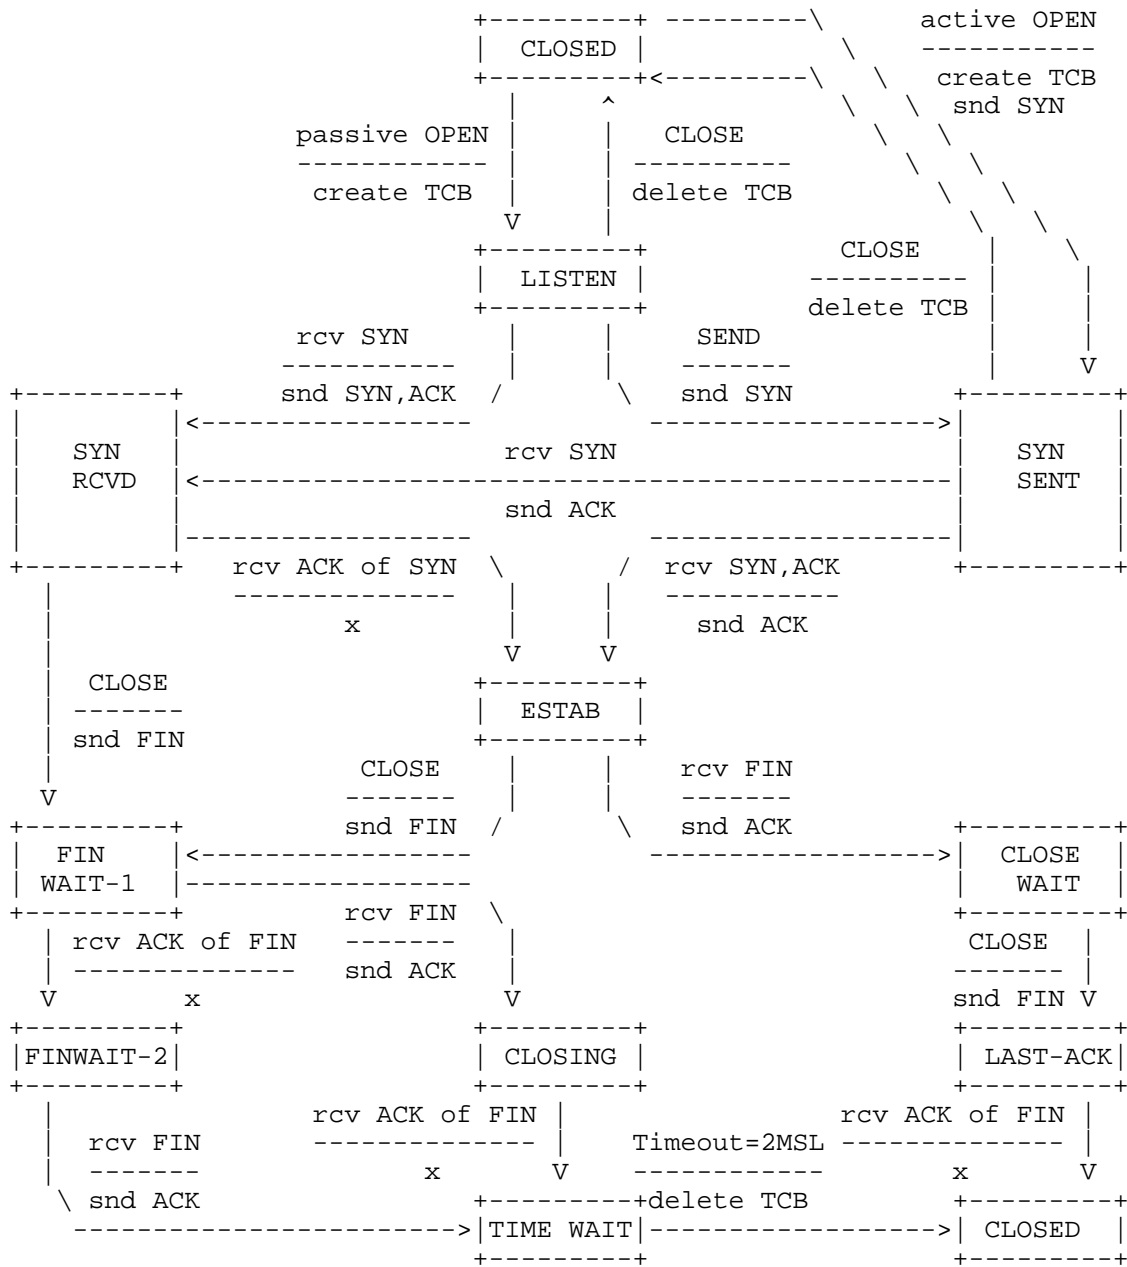 +---------+ ---------\      active OPEN
|  CLOSED |            \    -----------
+---------+<---------\   \   create TCB
|     ^              \   \  snd SYN
passive OPEN |     |   CLOSE        \   \
------------ |     | ----------       \   \
create TCB  |     | delete TCB         \   \
V     |                      \   \
+---------+            CLOSE    |    \
|  LISTEN |          ---------- |     |
+---------+          delete TCB |     |
rcv SYN      |     |     SEND              |     |
-----------   |     |    -------            |     V
+---------+      snd SYN,ACK  /       \   snd SYN          +---------+
|         |<-----------------           ------------------>|         |
|   SYN   |                    rcv SYN                     |   SYN   |
|   RCVD  |<-----------------------------------------------|   SENT  |
|         |                    snd ACK                     |         |
|         |------------------           -------------------|         |
+---------+   rcv ACK of SYN  \       /  rcv SYN,ACK       +---------+
|           --------------   |     |   -----------
|                  x         |     |     snd ACK
|                            V     V
|  CLOSE                   +---------+
| -------                  |  ESTAB  |
| snd FIN                  +---------+
|                   CLOSE    |     |    rcv FIN
V                  -------   |     |    -------
+---------+          snd FIN  /       \   snd ACK          +---------+
|  FIN    |<-----------------           ------------------>|  CLOSE  |
| WAIT-1  |------------------                              |   WAIT  |
+---------+          rcv FIN  \                            +---------+
| rcv ACK of FIN   -------   |                            CLOSE  |
| --------------   snd ACK   |                           ------- |
V        x                   V                           snd FIN V
+---------+                  +---------+                   +---------+
|FINWAIT-2|                  | CLOSING |                   | LAST-ACK|
+---------+                  +---------+                   +---------+
|                rcv ACK of FIN |                 rcv ACK of FIN |
|  rcv FIN       -------------- |    Timeout=2MSL -------------- |
|  -------              x       V    ------------        x       V
\ snd ACK                 +---------+delete TCB         +---------+
------------------------>|TIME WAIT|------------------>| CLOSED  |
+---------+                   +---------+